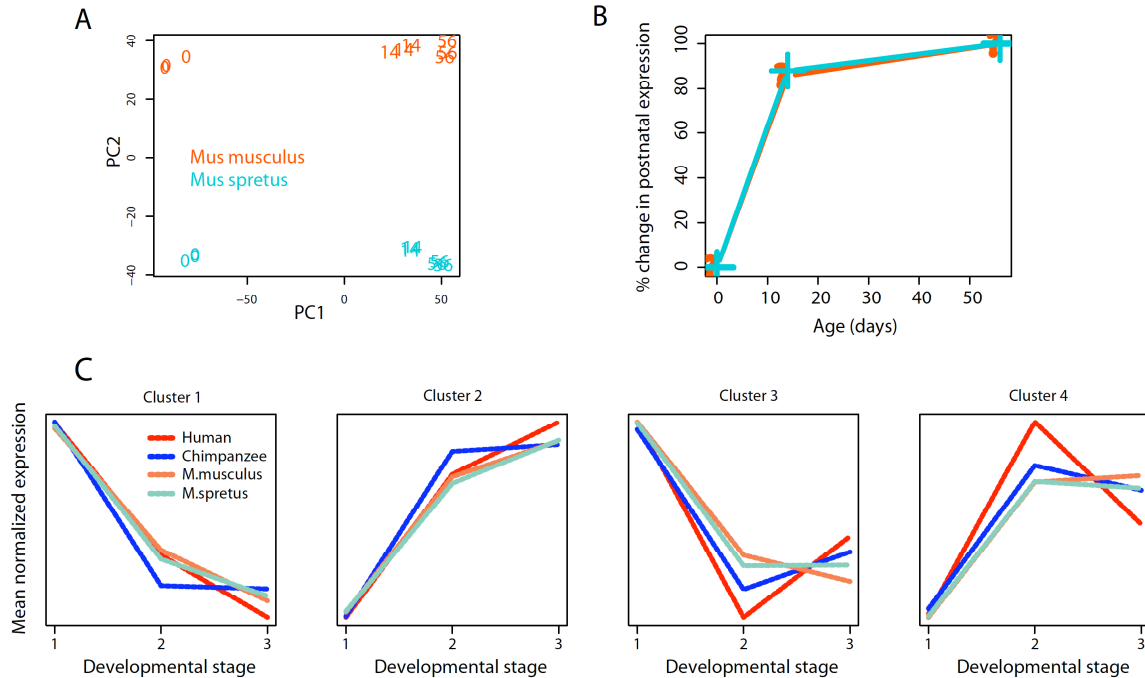 A
PC2
40
20
0
−20
−40
0
0
0
14
14
14
56
56
56
Mus musculus
Mus spretus
0
0
0
14
14
14
56
56
56
−50
0
50
PC1
B
% change in postnatal expression
100
80
60
40
20
0
0
10
20
30
40
50
Age (days)
C
Mean normalized expression
Cluster 1
Human
Chimpanzee
M.musculus
M.spretus
1
2
3
Developmental stage
Cluster 2
1
2
3
Developmental stage
Cluster 3
1
2
3
Developmental stage
Cluster 4
1
2
3
Developmental stage